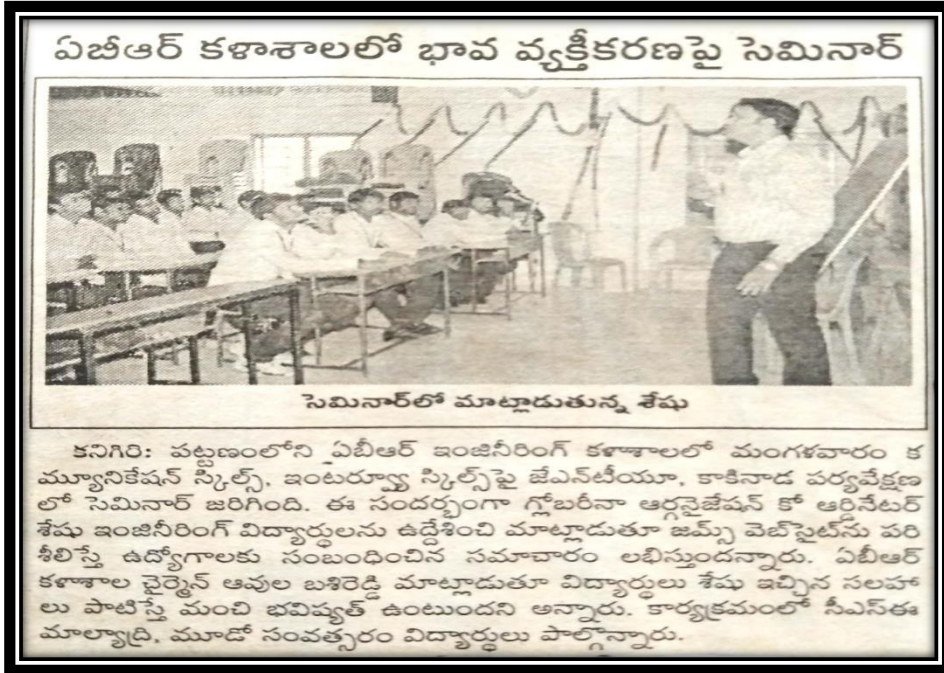 ఏబీఆర్ కళాశాలలో భావ వ్యక్తీకరణపై సెమినార్
సెమినార్‌లో మాట్లాడుతున్న శేషు
కనిగిరి: పట్టణంలోని ఏబీఆర్ ఇంజినీరింగ్ కళాశాలలో మంగళవారం క
మ్యూనికేషన్ స్కిల్స్, ఇంటర్వ్యూ స్కిల్స్‌పై జేఎన్‌టీయూ, కాకినాడ పర్యవేక్షణ
లో సెమినార్ జరిగింది. ఈ సందర్భంగా గ్లోబరీనా ఆర్గనైజేషన్ కో ఆర్డినేటర్
శేషు ఇంజినీరింగ్ విద్యార్థులను ఉద్దేశించి మాట్లాడుతూ జమ్స్ వెబ్‌సైట్‌ను పరి
శీలిస్తే ఉద్యోగాలకు సంబంధించిన సమాచారం లభిస్తుందన్నారు. ఏబీఆర్
కళాశాల చైర్మెన్ ఆవుల బశిరెడ్డి మాట్లాడుతూ విద్యార్థులు శేషు ఇచ్చిన సలహా
లు పాటిస్తే మంచి భవిష్యత్ ఉంటుందని అన్నారు. కార్యక్రమంలో సీఎస్ఈ
మాల్యాద్రి, మూడో సంవత్సరం విద్యార్థులు పాల్గొన్నారు.